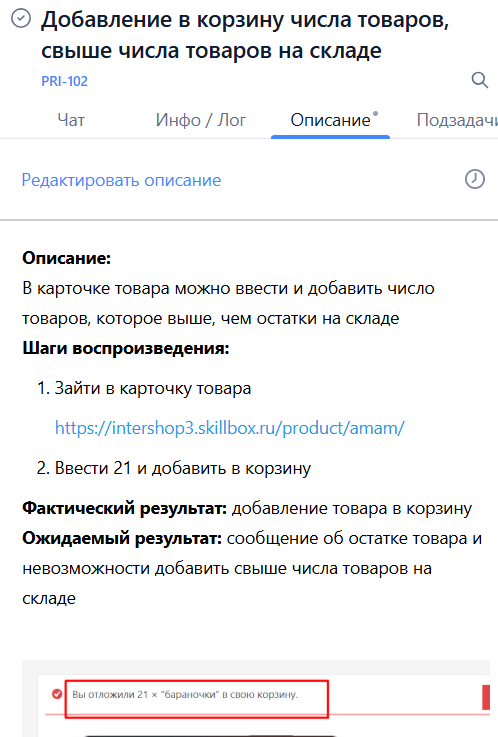 Добавление в корзину числа товаров,
свыше числа товаров на складе
PRI-102
Чат
Инфо / Лог
Описание
Подзадачи
Редактировать описание
Описание:
В карточке товара можно ввести и добавить число
товаров, которое выше, чем остатки на складе
Шаги воспроизведения:
1. Зайти в карточку товара
https://intershop3.skillbox.ru/product/amam/
2. Ввести 21 и добавить в корзину
Фактический результат: добавление товара в корзину
Ожидаемый результат: сообщение об остатке товара и
невозможности добавить свыше числа товаров на
складе
Вы отложили 21 × "бараночки" в свою корзину.